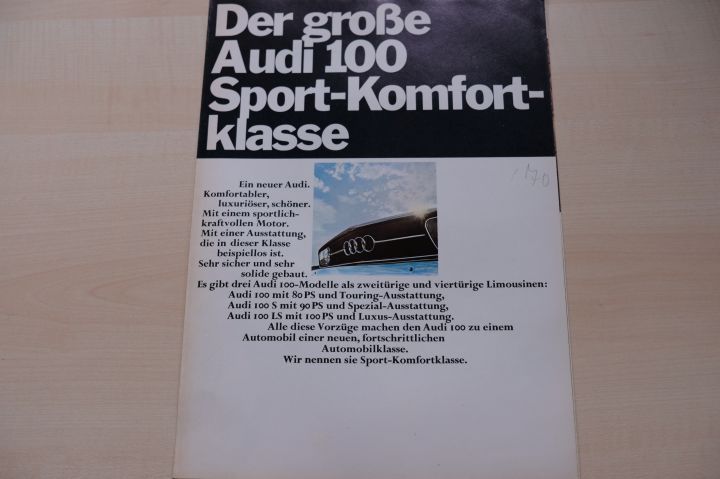 Der große
Audi 100
Sport-Komfort-
klasse
Ein neuer Audi.
Komfortabler,
luxuriöser, schöner.
Mit einem sportlich-
kraftvollen Motor.
Mit einer Ausstattung,
die in dieser Klasse
beispiellos ist.
Sehr sicher und sehr
solide gebaut.
Es gibt drei Audi 100-Modelle als zweitürige und viertürige Limousinen:
Audi 100 mit 80 PS und Touring-Ausstattung,
Audi 100 S mit 90 PS und Spezial-Ausstattung,
Audi 100 LS mit 100 PS und Luxus-Ausstattung.
Alle diese Vorzüge machen den Audi 100 zu einem
Automobil einer neuen, fortschrittlichen
Automobilklasse.
Wir nennen sie Sport-Komfortklasse.